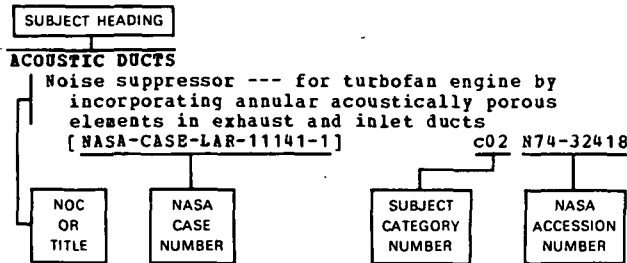 SUBJECT HEADING
ACOUSTIC DUCTS
Noise suppressor --- for turbofan engine by
incorporating annular acoustically porous
elements in exhaust and inlet ducts
[NASA-CASE-LAR-11141-1] c02 N74-32418
NOC
OR
TITLE
NASA
CASE
NUMBER
SUBJECT
CATEGORY
NUMBER
NASA
ACCESSION
NUMBER